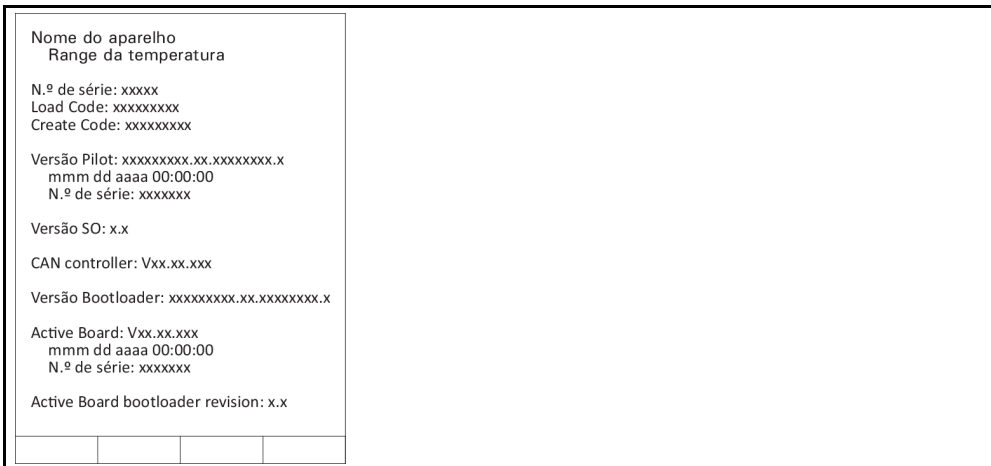 Nome do aparelho
Range da temperatura
N.º de série: xxxxx
Load Code: xxxxxxxxx
Create Code: xxxxxxxxx
Versão Pilot: xxxxxxxxx.xx.xxxxxxxx.x
mmm dd aaaa 00:00:00
N.º de série: xxxxxxx
Versão SO: x.x
CAN controller: Vxx.xx.xxx
Versão Bootloader: xxxxxxxxx.xx.xxxxxxxx.x
Active Board: Vxx.xx.xxx
mmm dd aaaa 00:00:00
N.º de série: xxxxxxx
Active Board bootloader revision: x.x